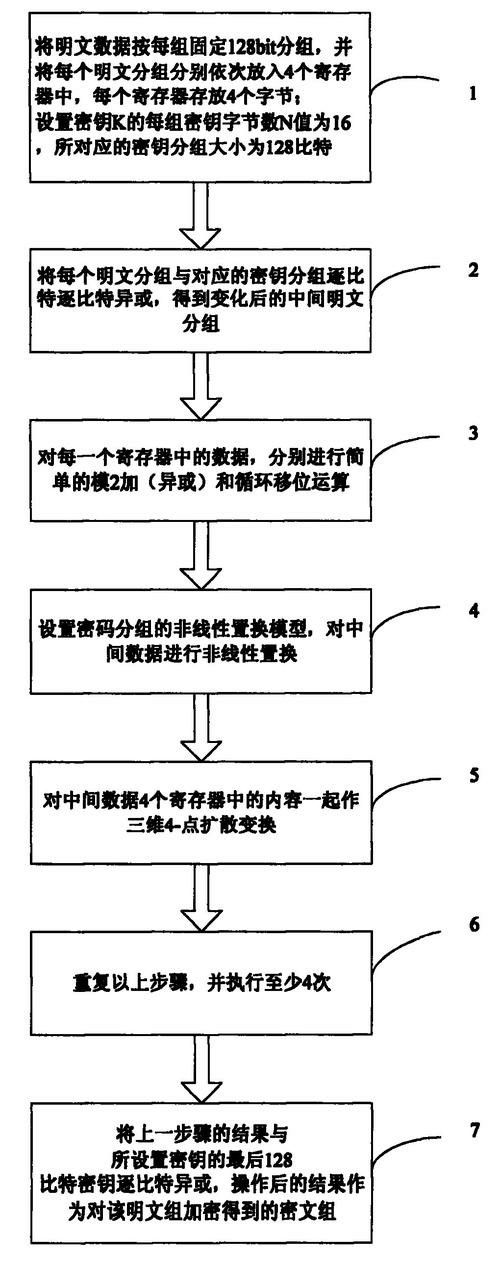 将明文数据按每组固定128bit分组，并
将每个明文分组分别依次放入4个寄存
器中，每个寄存器存放4个字节；
设置密钥K的每组密钥字节数N值为16
，所对应的密钥分组大小为128比特
1
将每个明文分组与对应的密钥分组逐比
特逐比特异或，得到变化后的中间明文
分组
2
对每一个寄存器中的数据，分别进行简
单的模2加（异或）和循环移位运算
3
设置密码分组的非线性置换模型，对中
间数据进行非线性置换
4
对中间数据4个寄存器中的内容一起作
三维4-点扩散变换
5
重复以上步骤，并执行至少4次
6
将上一步骤的结果与
所设置密钥的最后128
比特密钥逐比特异或，操作后的结果作
为对该明文组加密得到的密文组
7